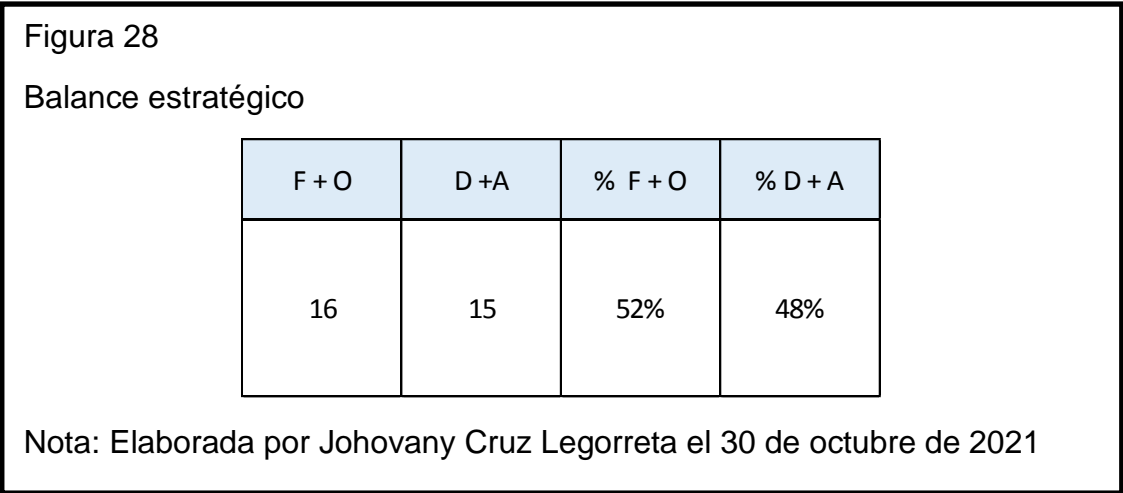 Figura 28
Balance estratégico
F + O D +A % F + O % D + A
16 15 52% 48%
Nota: Elaborada por Johovany Cruz Legorreta el 30 de octubre de 2021